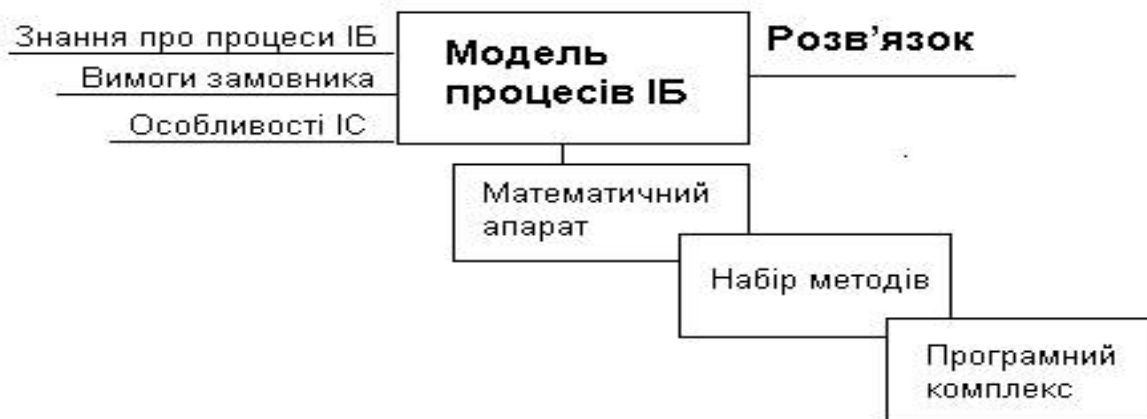 Знання про процеси ІБ
Вимоги замовника
Особливості ІС
Модель
процесів ІБ
Розв’язок
Математичний
апарат
Набір методів
Програмний
комплекс